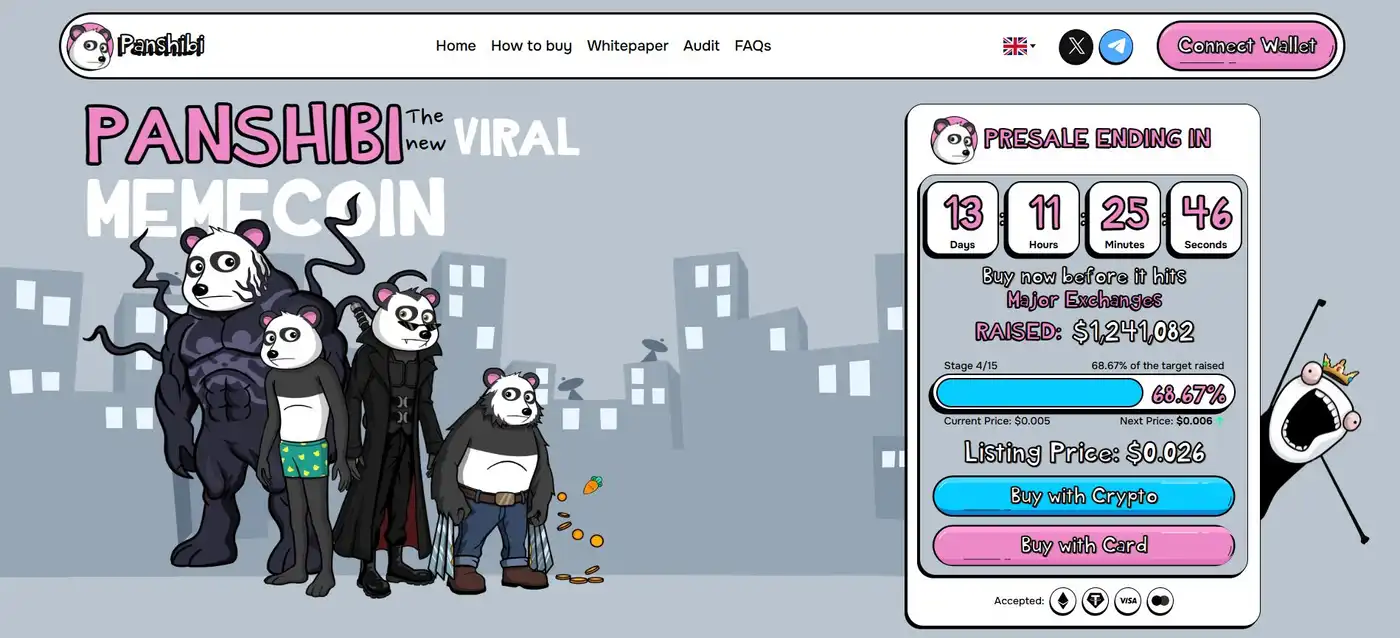 Panshibi
Home How to buy Whitepaper Audit FAQs
Connect Wallet
PANSHIBI The new VIRAL
MEMECOIN
PRESALE ENDING IN
13 : 11 : 25 : 46
Days Hours Minutes Seconds
Buy now before it hits
Major Exchanges
RAISED: $1,241,082
Stage 4/15 68.67% of the target raised
68.67%
Current Price: $0.005 Next Price: $0.006 ↑
Listing Price: $0.026
Buy with Crypto
Buy with Card
Accepted: VISA